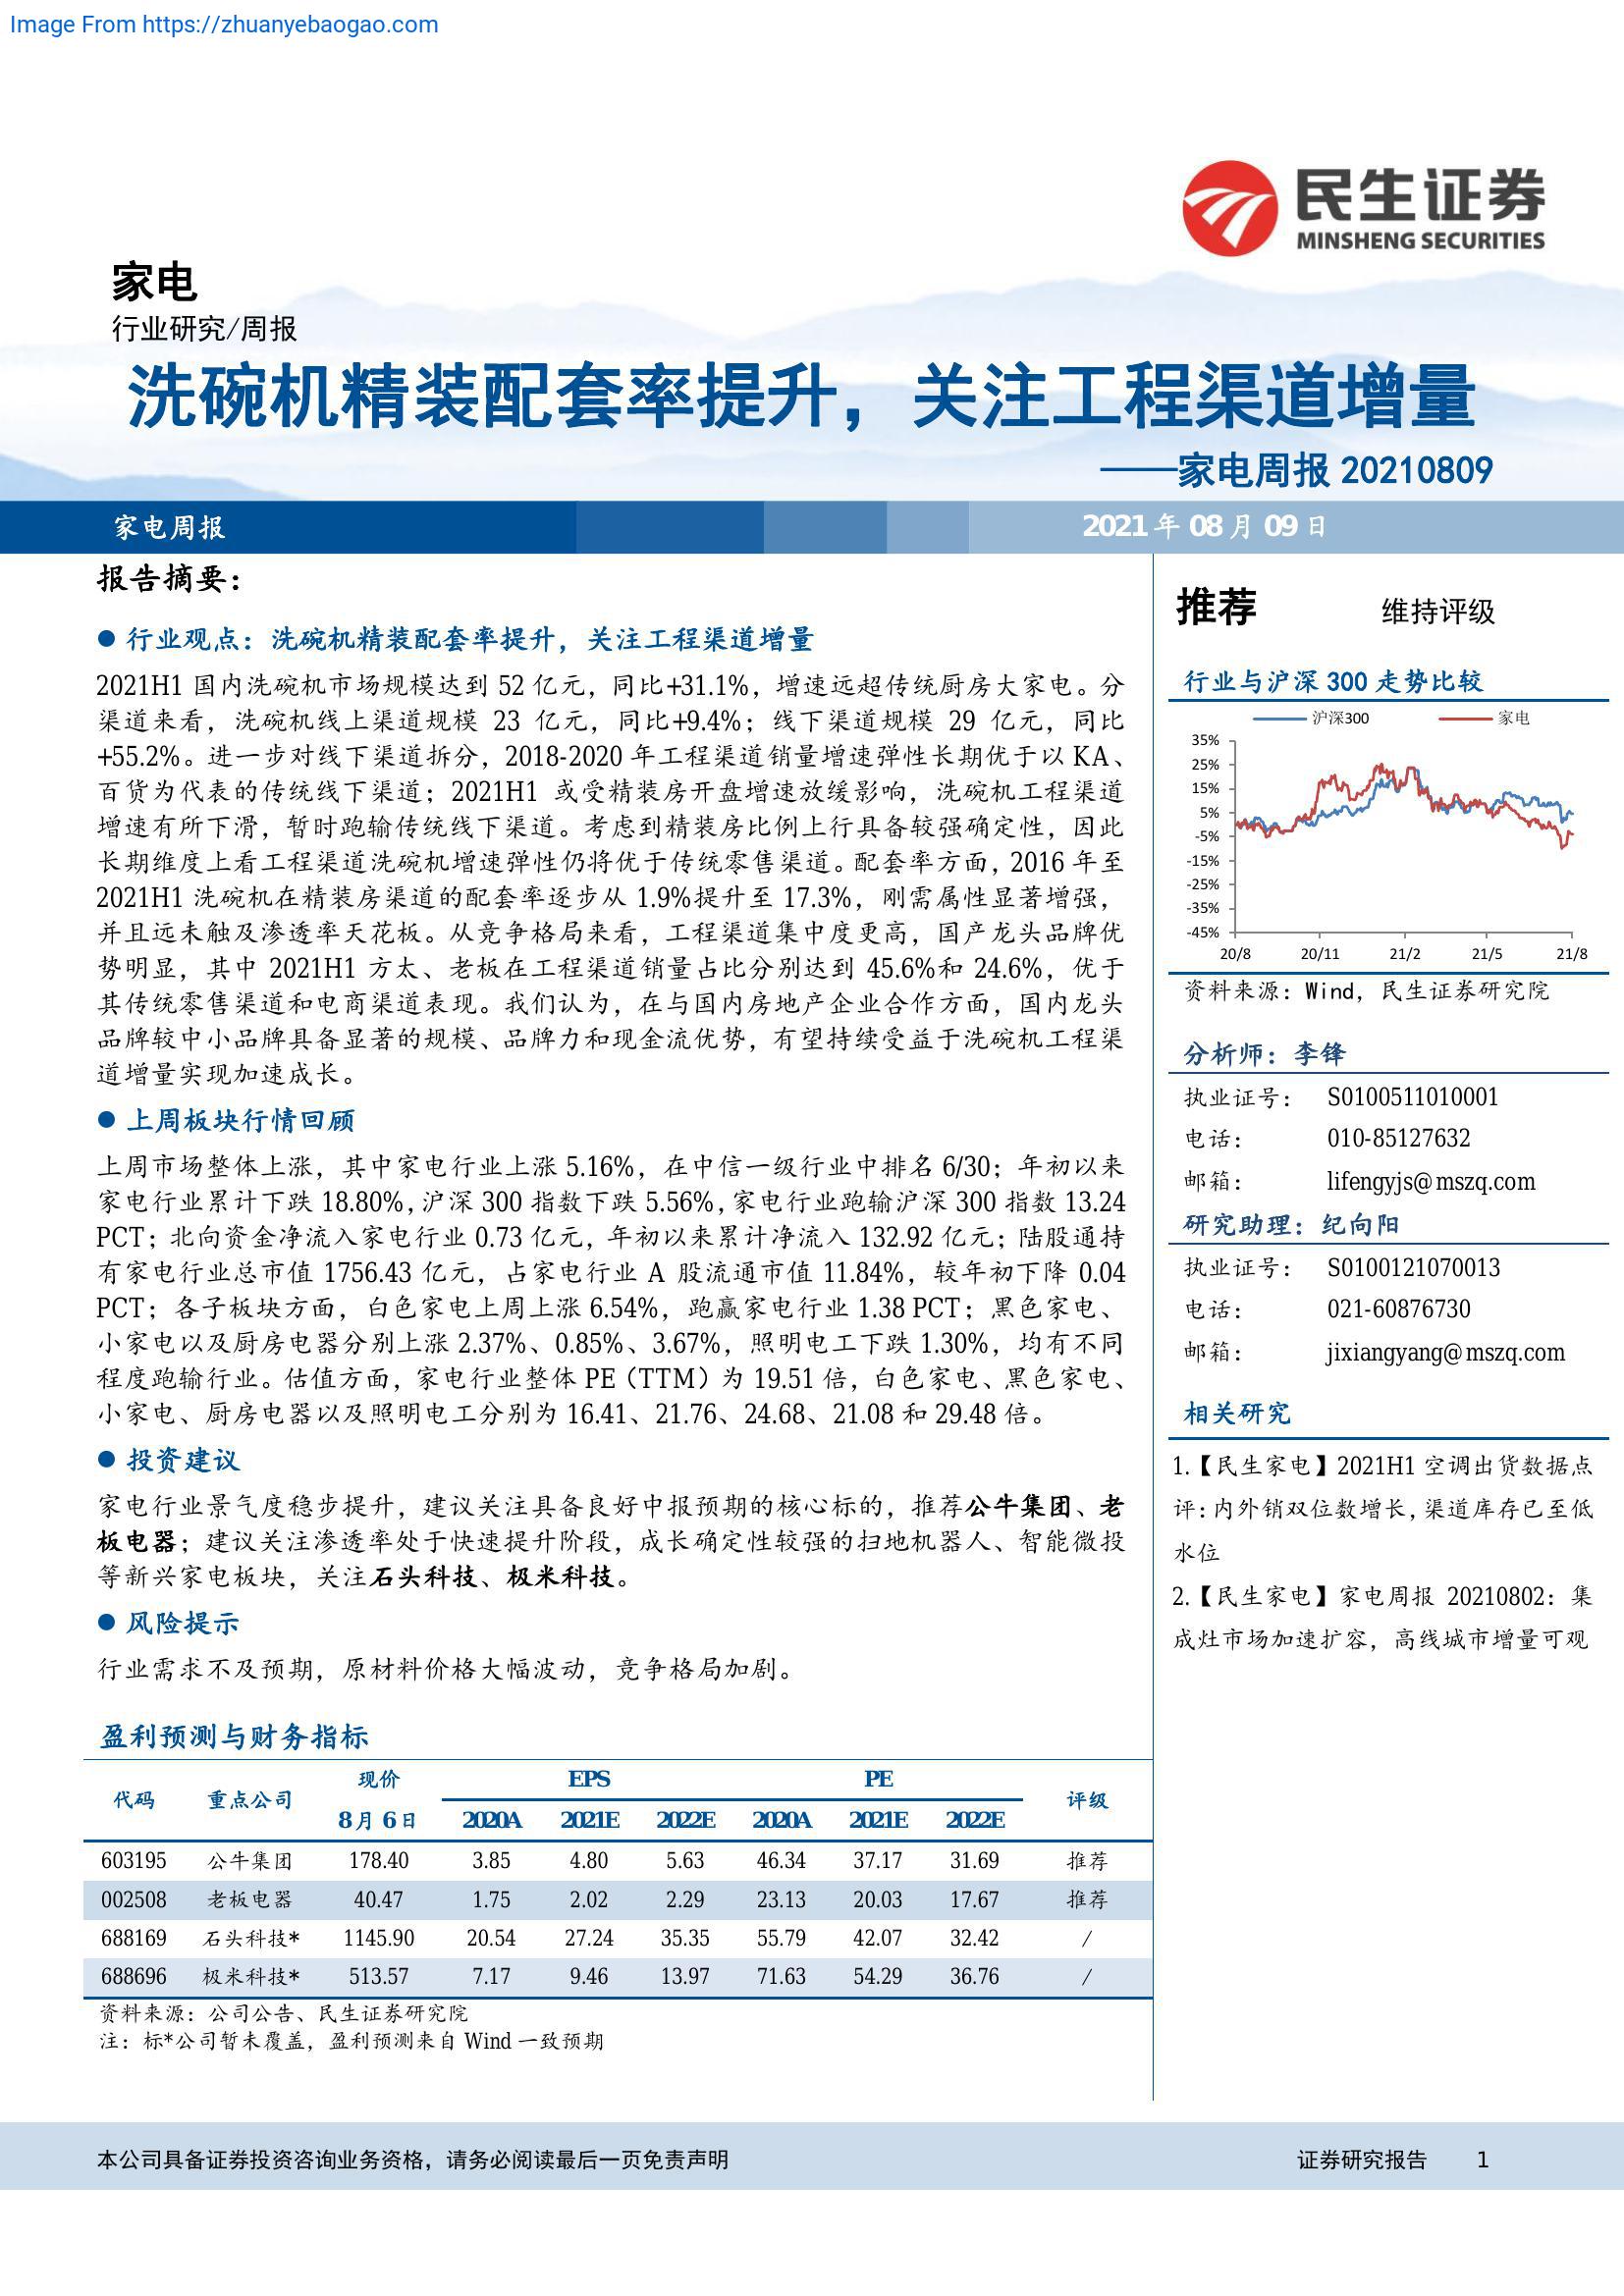 Image From https://zhuanyebaogao.com
民生证券
MINSHENG SECURITIES
家电
行业研究/周报
洗碗机精装配套率提升，关注工程渠道增量
——家电周报 20210809
家电周报
2021 年 08 月 09 日
报告摘要：
● 行业观点：洗碗机精装配套率提升，关注工程渠道增量
2021H1 国内洗碗机市场规模达到 52 亿元，同比+31.1%，增速远超传统厨房大家电。分
渠道来看，洗碗机线上渠道规模 23 亿元，同比+9.4%；线下渠道规模 29 亿元，同比
+55.2%。进一步对线下渠道拆分，2018-2020 年工程渠道销量增速弹性长期优于以 KA、
百货为代表的传统线下渠道；2021H1 或受精装房开盘增速放缓影响，洗碗机工程渠道
增速有所下滑，暂时跑输传统线下渠道。考虑到精装房比例上行具备较强确定性，因此
长期维度上看工程渠道洗碗机增速弹性仍将优于传统零售渠道。配套率方面，2016 年至
2021H1 洗碗机在精装房渠道的配套率逐步从 1.9%提升至 17.3%，刚需属性显著增强，
并且远未触及渗透率天花板。从竞争格局来看，工程渠道集中度更高，国产龙头品牌优
势明显，其中 2021H1 方太、老板在工程渠道销量占比分别达到 45.6%和 24.6%，优于
其传统零售渠道和电商渠道表现。我们认为，在与国内房地产企业合作方面，国内龙头
品牌较中小品牌具备显著的规模、品牌力和现金流优势，有望持续受益于洗碗机工程渠
道增量实现加速成长。
● 上周板块行情回顾
上周市场整体上涨，其中家电行业上涨 5.16%，在中信一级行业中排名 6/30；年初以来
家电行业累计下跌 18.80%，沪深 300 指数下跌 5.56%，家电行业跑输沪深 300 指数 13.24
PCT；北向资金净流入家电行业 0.73 亿元，年初以来累计净流入 132.92 亿元；陆股通持
有家电行业总市值 1756.43 亿元，占家电行业 A 股流通市值 11.84%，较年初下降 0.04
PCT；各子板块方面，白色家电上周上涨 6.54%，跑赢家电行业 1.38 PCT；黑色家电、
小家电以及厨房电器分别上涨 2.37%、0.85%、3.67%，照明电工下跌 1.30%，均有不同
程度跑输行业。估值方面，家电行业整体 PE（TTM）为 19.51 倍，白色家电、黑色家电、
小家电、厨房电器以及照明电工分别为 16.41、21.76、24.68、21.08 和 29.48 倍。
● 投资建议
家电行业景气度稳步提升，建议关注具备良好中报预期的核心标的，推荐公牛集团、老
板电器；建议关注渗透率处于快速提升阶段，成长确定性较强的扫地机器人、智能微投
等新兴家电板块，关注石头科技、极米科技。
● 风险提示
行业需求不及预期，原材料价格大幅波动，竞争格局加剧。
盈利预测与财务指标
代码 重点公司 现价 EPS PE 评级
8 月 6 日 2020A 2021E 2022E 2020A 2021E 2022E
603195 公牛集团 178.40 3.85 4.80 5.63 46.34 37.17 31.69 推荐
002508 老板电器 40.47 1.75 2.02 2.29 23.13 20.03 17.67 推荐
688169 石头科技* 1145.90 20.54 27.24 35.35 55.79 42.07 32.42 /
688696 极米科技* 513.57 7.17 9.46 13.97 71.63 54.29 36.76 /
资料来源：公司公告、民生证券研究院
注：标*公司暂未覆盖，盈利预测来自 Wind 一致预期
推荐 维持评级
行业与沪深 300 走势比较
沪深300 家电
35%
25%
15%
5%
-5%
-15%
-25%
-35%
-45%
20/8 20/11 21/2 21/5 21/8
资料来源：Wind，民生证券研究院
分析师：李锋
执业证号： S0100511010001
电话： 010-85127632
邮箱： lifengyjs@mszq.com
研究助理：纪向阳
执业证号： S0100121070013
电话： 021-60876730
邮箱： jixiangyang@mszq.com
相关研究
1.【民生家电】2021H1 空调出货数据点
评：内外销双位数增长，渠道库存已至低
水位
2.【民生家电】家电周报 20210802：集
成灶市场加速扩容，高线城市增量可观
本公司具备证券投资咨询业务资格，请务必阅读最后一页免责声明
证券研究报告 1